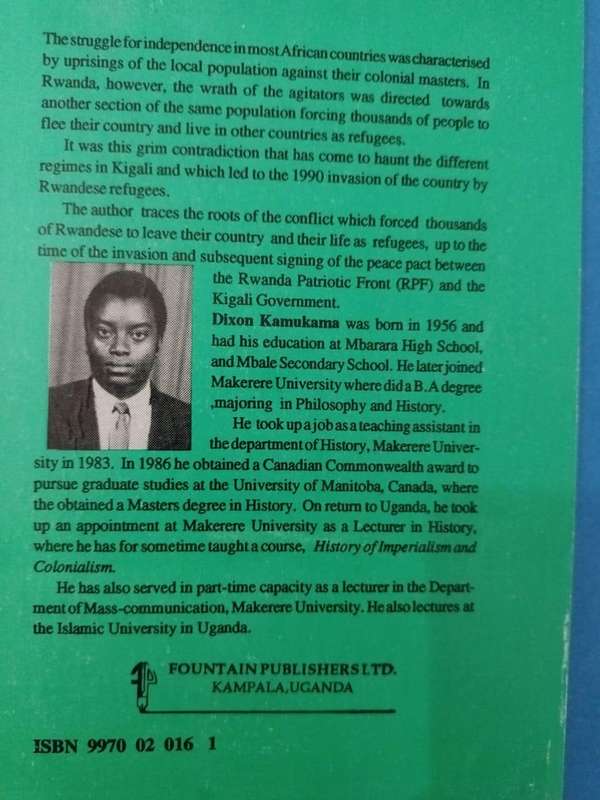 The struggle for independence in most African countries was characterised
by uprisings of the local population against their colonial masters. In
Rwanda, however, the wrath of the agitators was directed towards
another section of the same population forcing thousands of people to
flee their country and live in other countries as refugees.
It was this grim contradiction that has come to haunt the different
regimes in Kigali and which led to the 1990 invasion of the country by
Rwandese refugees.
The author traces the roots of the conflict which forced thousands
of Rwandese to leave their country and their life as refugees, up to the
time of the invasion and subsequent signing of the peace pact between
the Rwanda Patriotic Front (RPF) and the
Kigali Government.
Dixon Kamukama was born in 1956 and
had his education at Mbarara High School,
and Mbale Secondary School. He later joined
Makerere University where did a B.A degree
,majoring in Philosophy and History.
He took up a job as a teaching assistant in
the department of History, Makerere Univer-
sity in 1983. In 1986 he obtained a Canadian Commonwealth award to
pursue graduate studies at the University of Manitoba, Canada, where
the obtained a Masters degree in History. On return to Uganda, he took
up an appointment at Makerere University as a Lecturer in History,
where he has for sometime taught a course, History of Imperialism and
Colonialism.
He has also served in part-time capacity as a lecturer in the Depart-
ment of Mass-communication, Makerere University. He also lectures at
the Islamic University in Uganda.
FOUNTAIN PUBLISHERS LTD.
KAMPALA,UGANDA
ISBN 9970 02 016 1